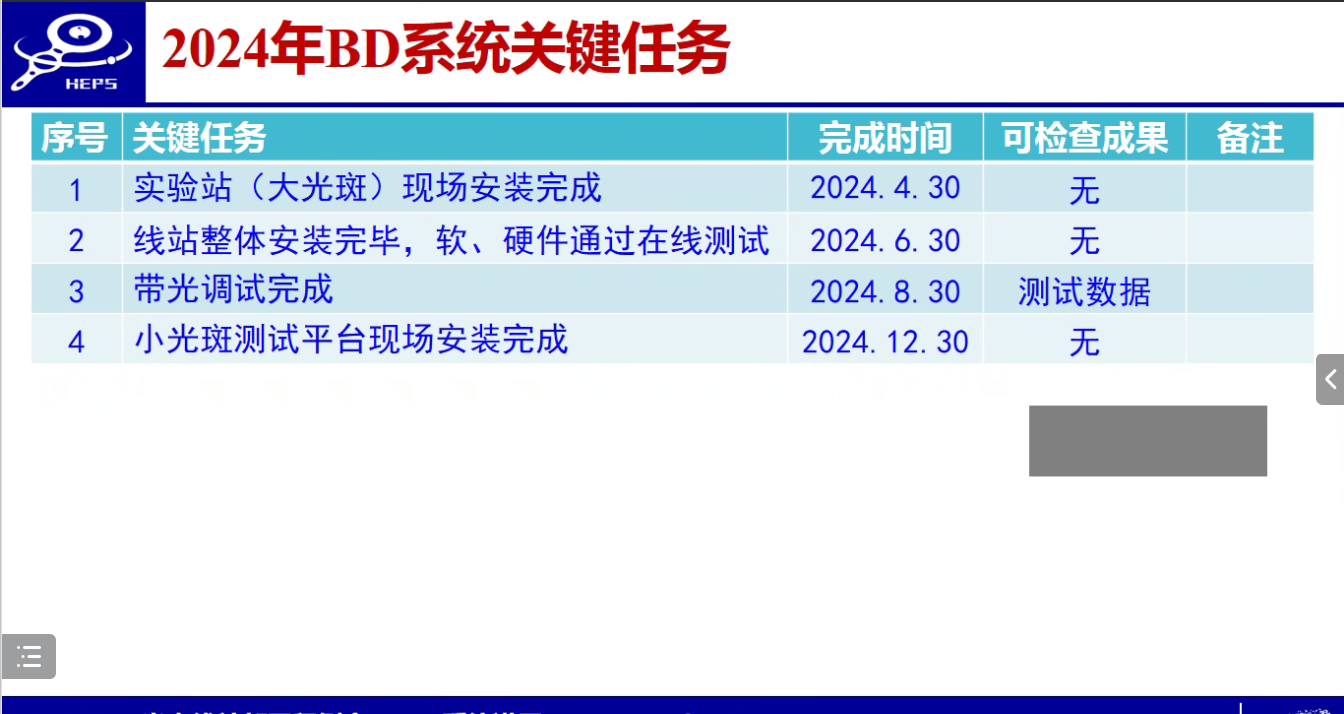 HEPS
2024年BD系统关键任务
序号 关键任务 完成时间 可检查成果 备注
1 实验站（大光斑）现场安装完成 2024.4.30 无
2 线站整体安装完毕，软、硬件通过在线测试 2024.6.30 无
3 带光调试完成 2024.8.30 测试数据
4 小光斑测试平台现场安装完成 2024.12.30 无